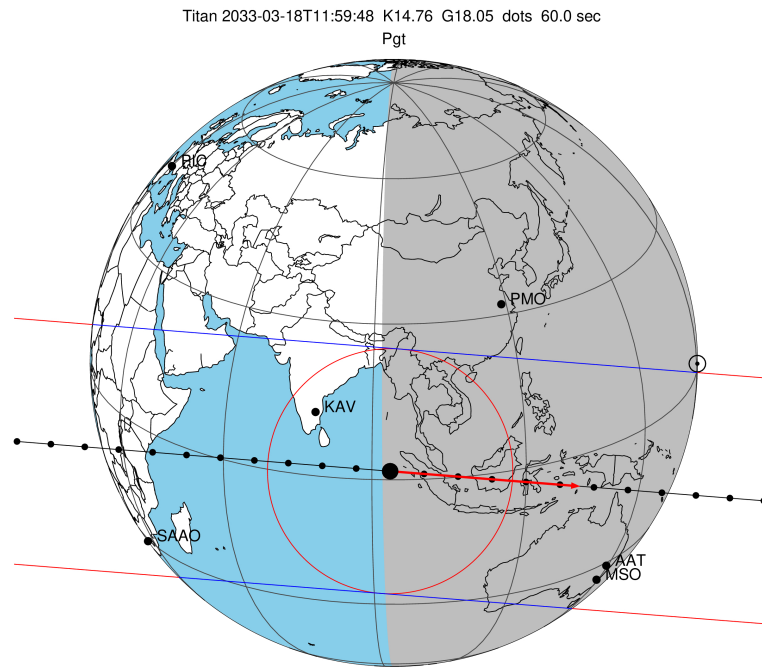 Titan 2033-03-18T11:59:48 K14.76 G18.05 dots 60.0 sec
Pgt
PIC
PMO
KAV
SAAO
AAT
MSO